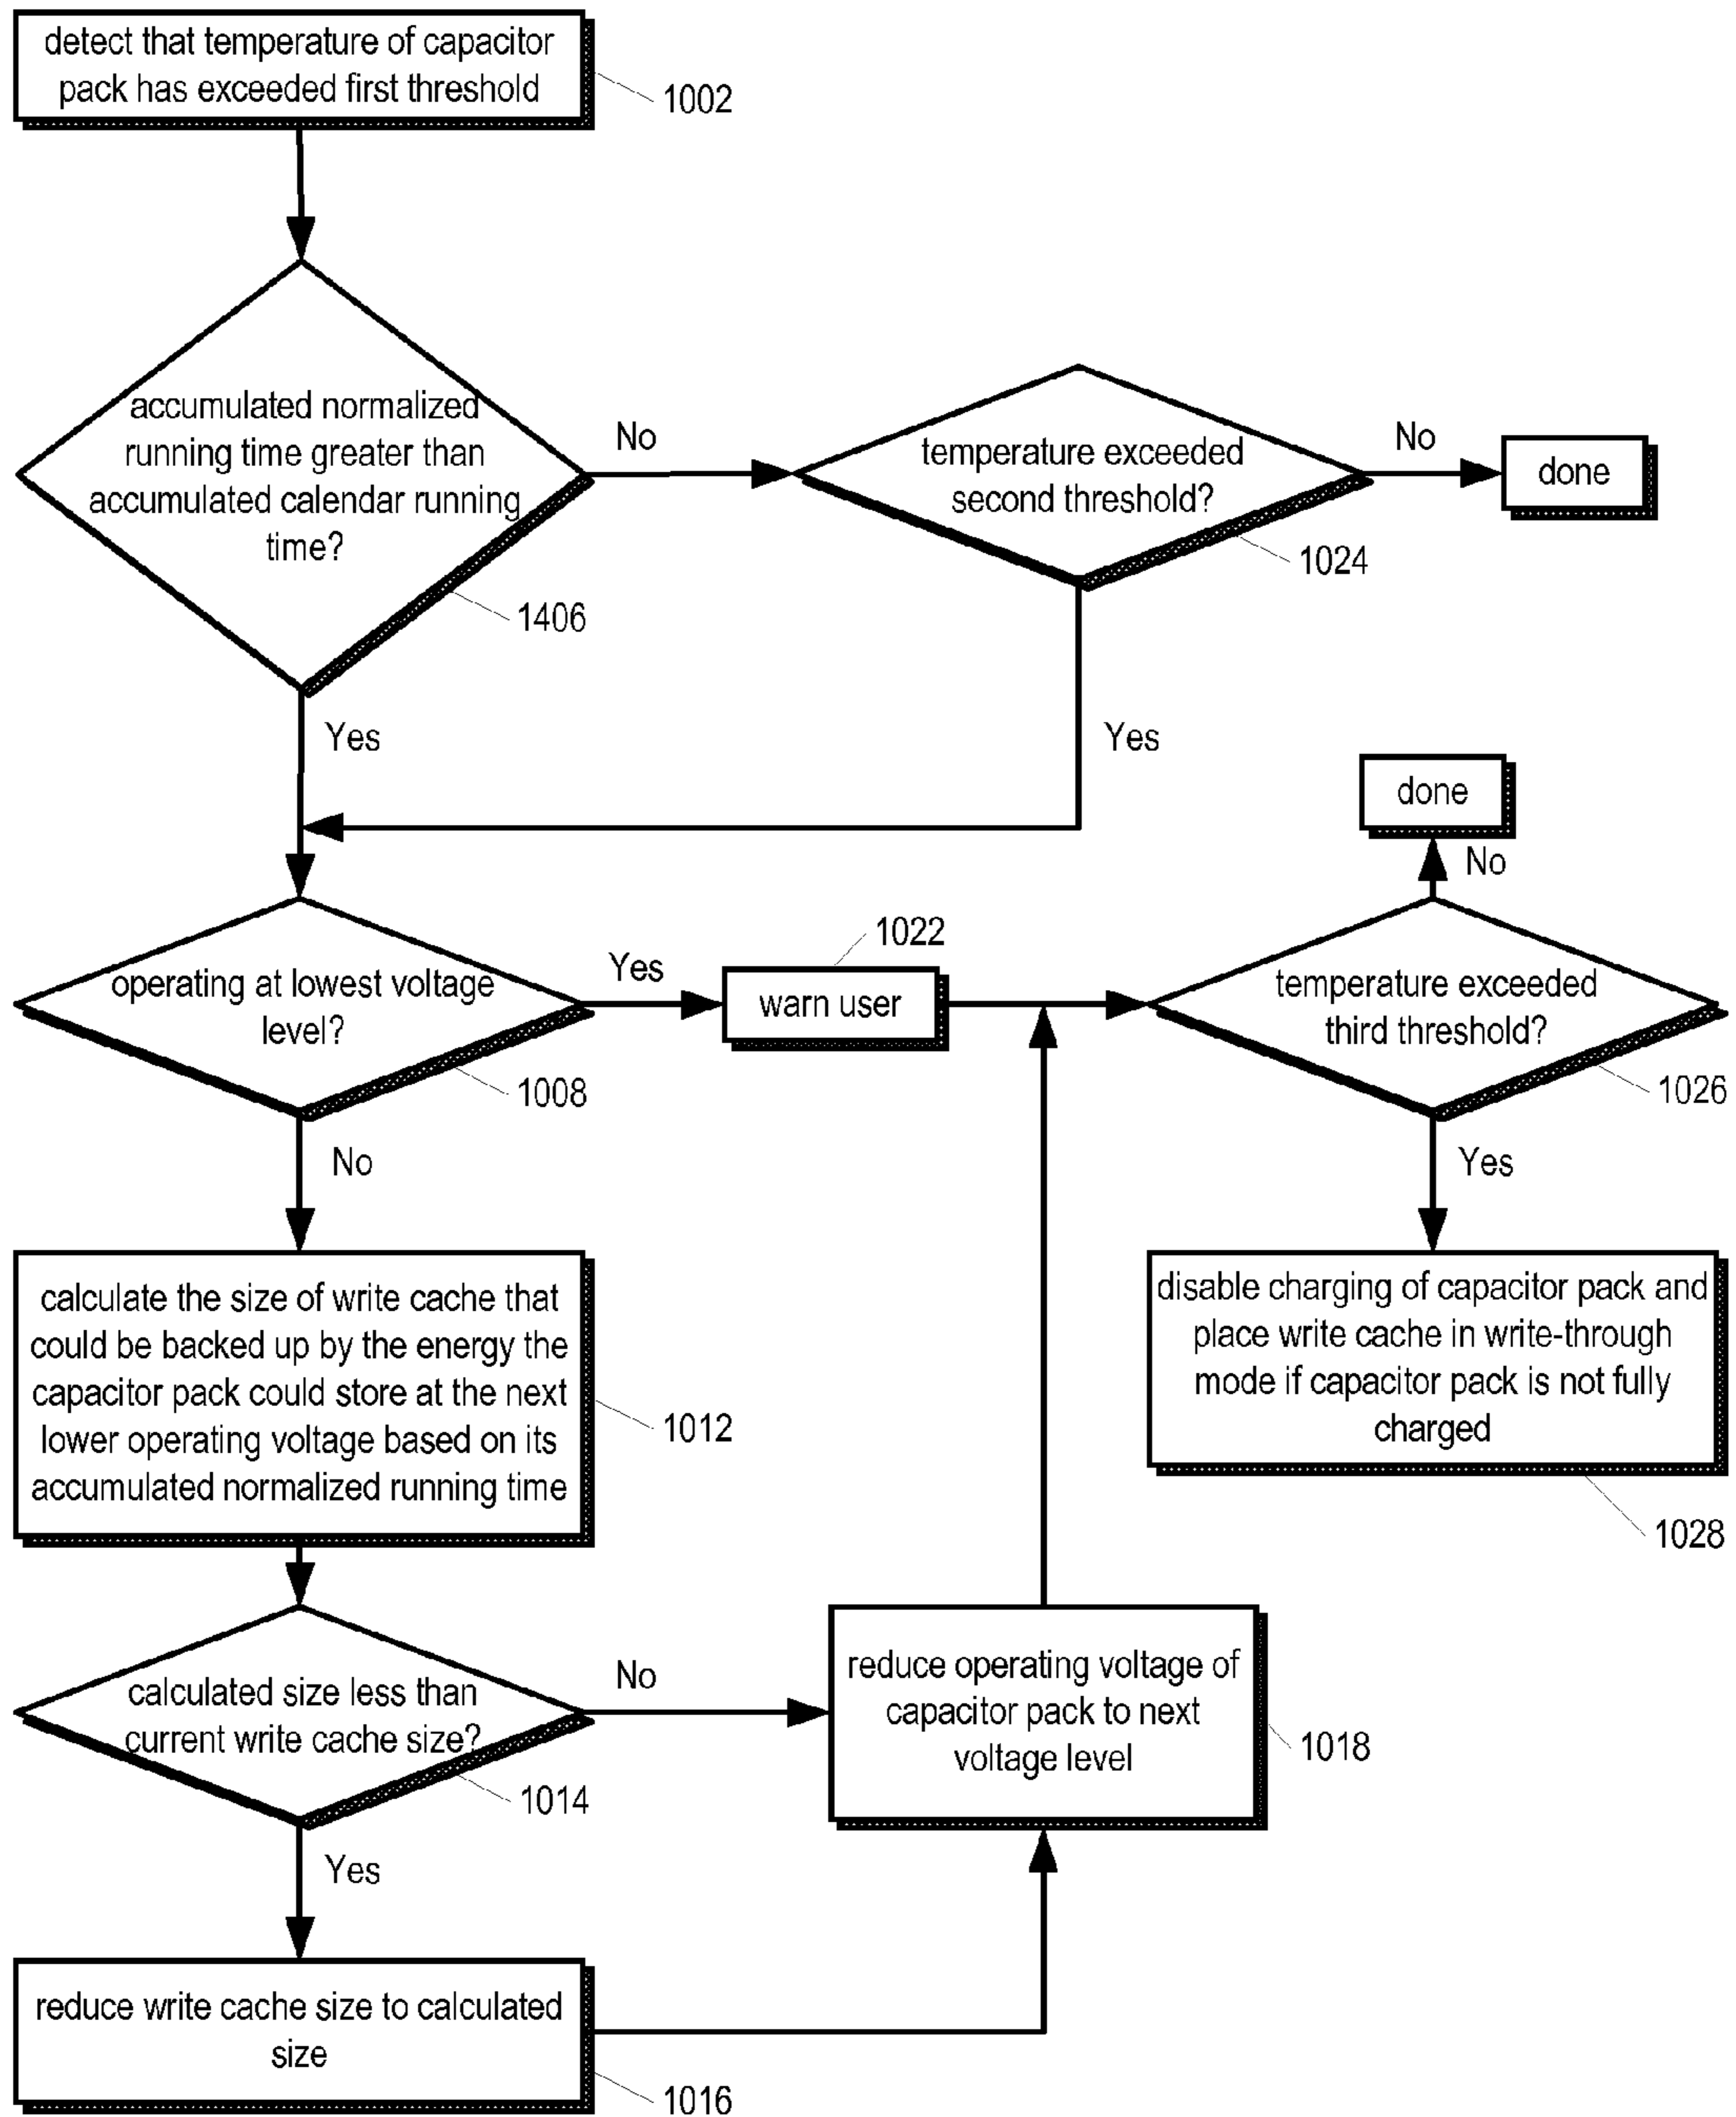 detect that temperature of capacitor
pack has exceeded first threshold
1002
accumulated normalized
running time greater than
accumulated calendar running
time?
1406
No
temperature exceeded
second threshold?
1024
No
done
Yes
Yes
operating at lowest voltage
level?
1008
Yes
1022
warn user
temperature exceeded
third threshold?
1026
No
done
Yes
disable charging of capacitor pack and
place write cache in write-through
mode if capacitor pack is not fully
charged
1028
No
calculate the size of write cache that
could be backed up by the energy the
capacitor pack could store at the next
lower operating voltage based on its
accumulated normalized running time
1012
calculated size less than
current write cache size?
1014
No
reduce operating voltage of
capacitor pack to next
voltage level
1018
Yes
reduce write cache size to calculated
size
1016